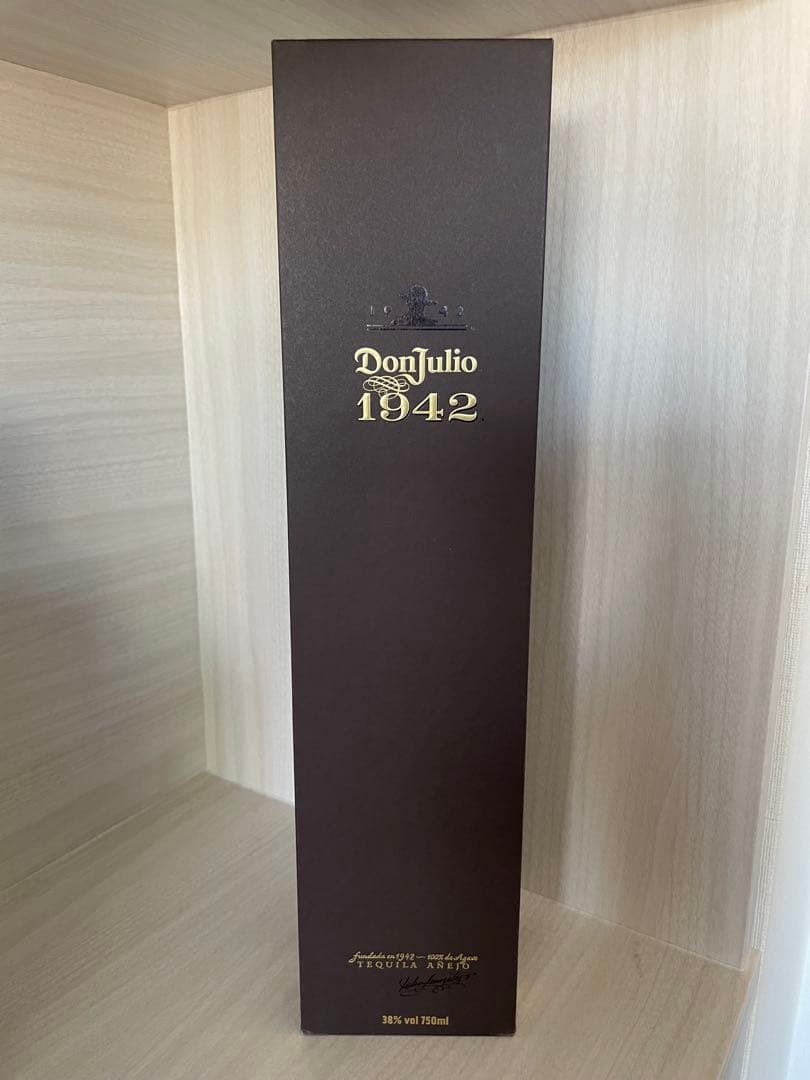 1942
DonJulio
1942
fundada en 1942 — 100% de Agave
TEQUILA AÑEJO
38% vol 750ml